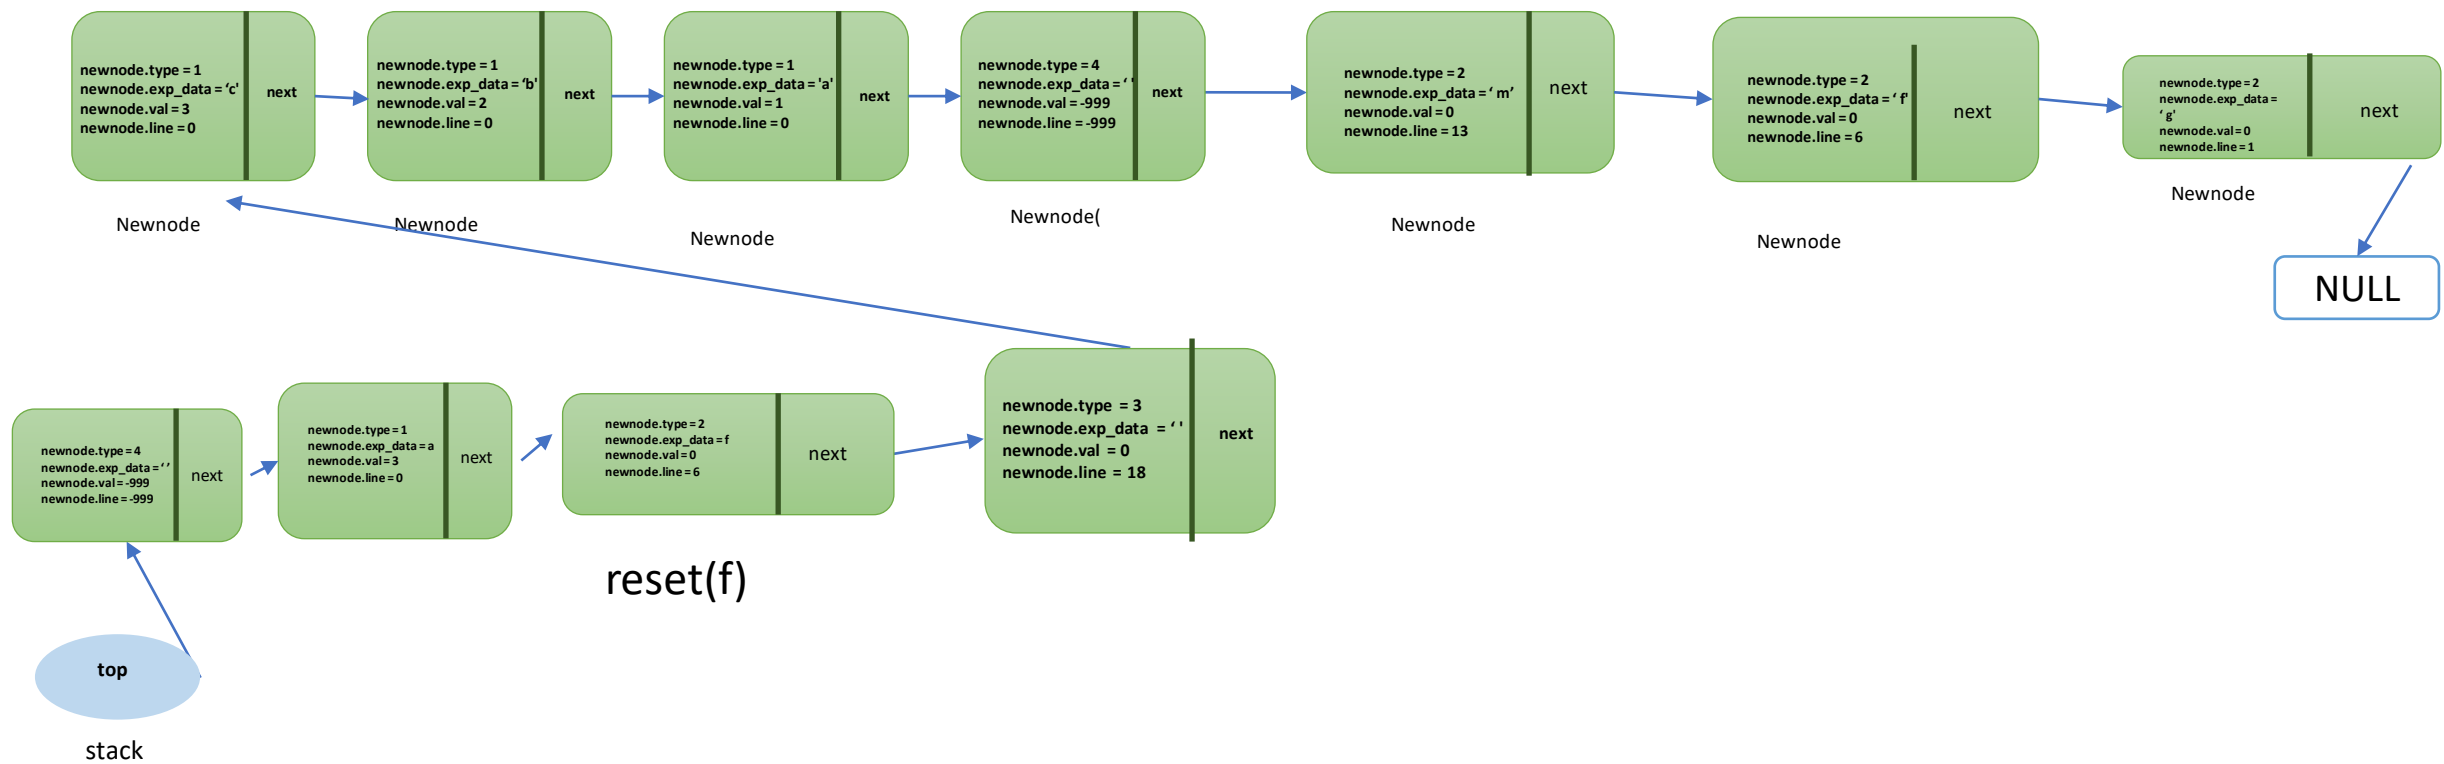 newnode.type = 1
newnode.exp_data = ‘c'
newnode.val = 3
newnode.line = 0
next
newnode.type = 1
newnode.exp_data = ‘b'
newnode.val = 2
newnode.line = 0
next
newnode.type = 1
newnode.exp_data = 'a'
newnode.val = 1
newnode.line = 0
next
newnode.type = 4
newnode.exp_data = ‘ '
newnode.val = -999
newnode.line = -999
next
newnode.type = 2
newnode.exp_data = ‘ m’
newnode.val = 0
newnode.line = 13
next
newnode.type = 2
newnode.exp_data = ‘ f'
newnode.val = 0
newnode.line = 6
next
newnode.type = 2
newnode.exp_data =
‘ g'
newnode.val = 0
newnode.line = 1
next
Newnode
Newnode
Newnode
Newnode(
Newnode
Newnode
Newnode
NULL
newnode.type = 4
newnode.exp_data = ‘ ’
newnode.val = -999
newnode.line = -999
next
newnode.type = 1
newnode.exp_data = a
newnode.val = 3
newnode.line = 0
next
newnode.type = 2
newnode.exp_data = f
newnode.val = 0
newnode.line = 6
next
newnode.type = 3
newnode.exp_data = ‘ '
newnode.val = 0
newnode.line = 18
next
reset(f)
top
stack